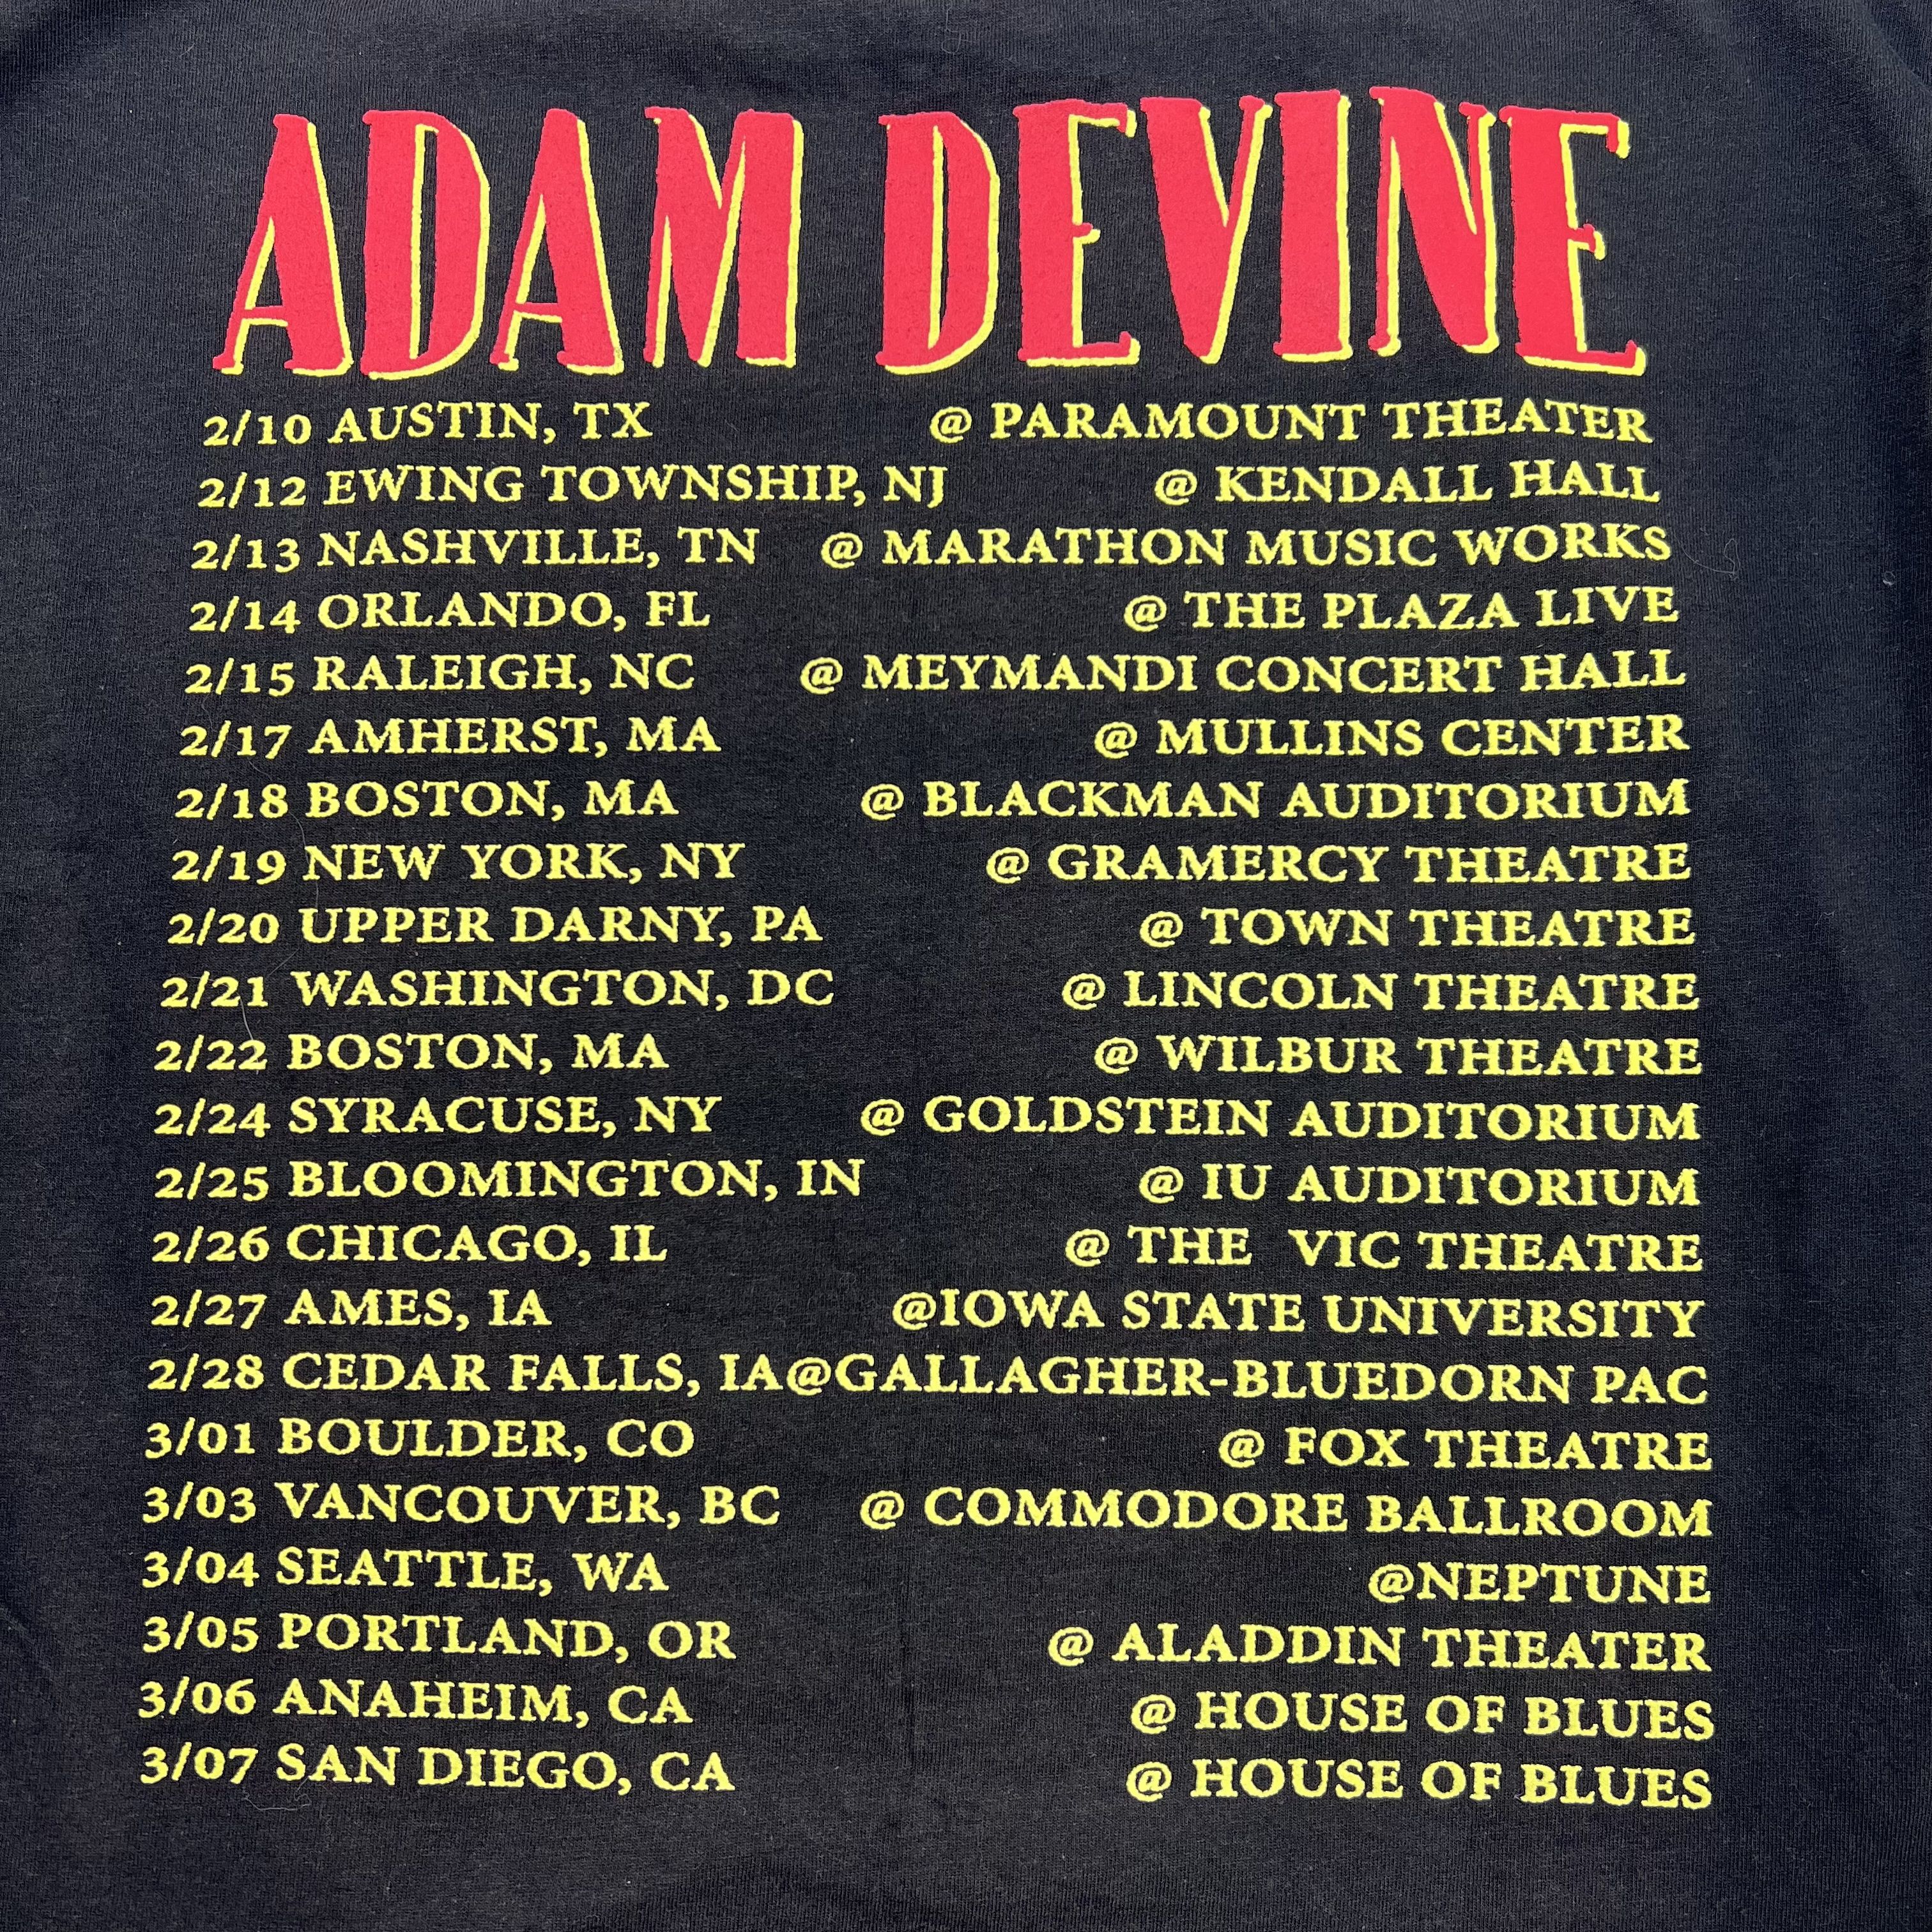 ADAM DEVINE
2/10 AUSTIN, TX @ PARAMOUNT THEATER
2/12 EWING TOWNSHIP, NJ @ KENDALL HALL
2/13 NASHVILLE, TN @ MARATHON MUSIC WORKS
2/14 ORLANDO, FL @ THE PLAZA LIVE
2/15 RALEIGH, NC @ MEYMANDI CONCERT HALL
2/17 AMHERST, MA @ MULLINS CENTER
2/18 BOSTON, MA @ BLACKMAN AUDITORIUM
2/19 NEW YORK, NY @ GRAMERCY THEATRE
2/20 UPPER DARNY, PA @ TOWN THEATRE
2/21 WASHINGTON, DC @ LINCOLN THEATRE
2/22 BOSTON, MA @ WILBUR THEATRE
2/24 SYRACUSE, NY @ GOLDSTEIN AUDITORIUM
2/25 BLOOMINGTON, IN @ IU AUDITORIUM
2/26 CHICAGO, IL @ THE VIC THEATRE
2/27 AMES, IA @IOWA STATE UNIVERSITY
2/28 CEDAR FALLS, IA@GALLAGHER-BLUEDORN PAC
3/01 BOULDER, CO @ FOX THEATRE
3/03 VANCOUVER, BC @ COMMODORE BALLROOM
3/04 SEATTLE, WA @NEPTUNE
3/05 PORTLAND, OR @ ALADDIN THEATER
3/06 ANAHEIM, CA @ HOUSE OF BLUES
3/07 SAN DIEGO, CA @ HOUSE OF BLUES